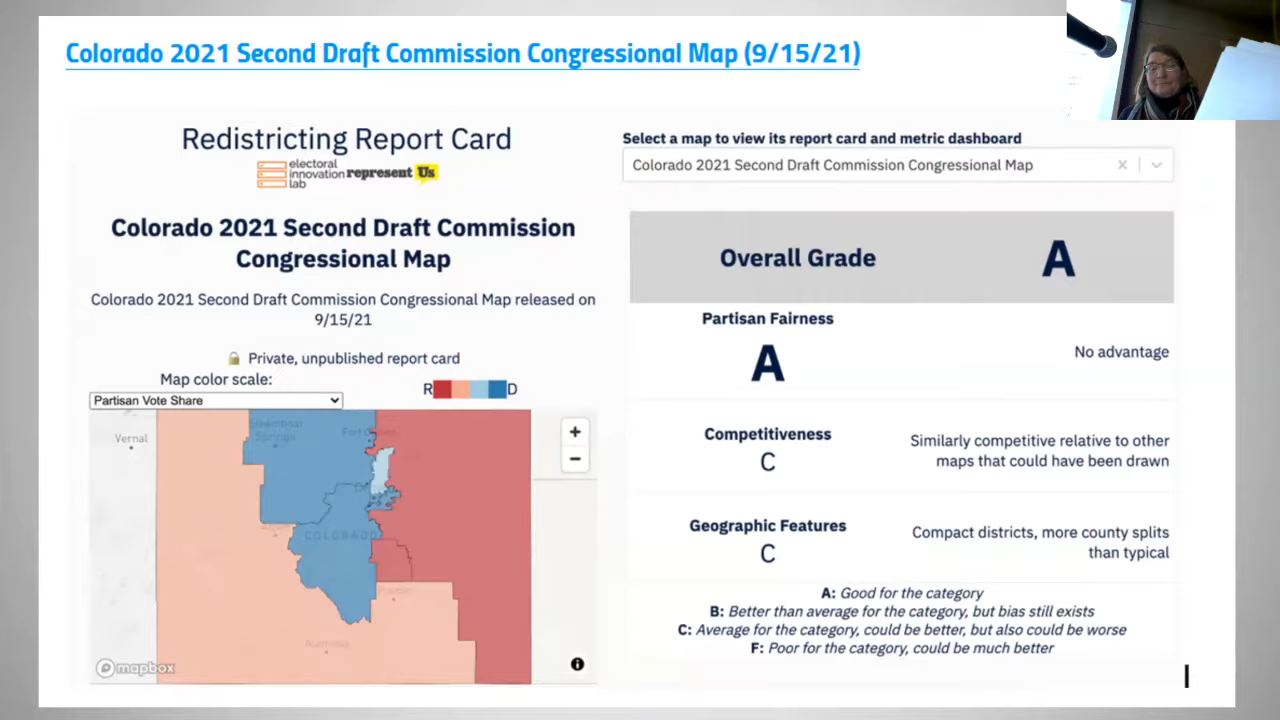 Colorado 2021 Second Draft Commission Congressional Map (9/15/21)
Redistricting Report Card
electoral
innovation
lab
represent Us
Colorado 2021 Second Draft Commission
Congressional Map
Colorado 2021 Second Draft Commission Congressional Map released on
9/15/21
Private, unpublished report card
Map color scale:
Partisan Vote Share
R D
Vernal
Steamboat
Springs
COLORADO
Pueblo
Alamosa
mapbox
+
−
Select a map to view its report card and metric dashboard
Colorado 2021 Second Draft Commission Congressional Map
Overall Grade A
Partisan Fairness
A
No advantage
Competitiveness
C
Similarly competitive relative to other
maps that could have been drawn
Geographic Features
C
Compact districts, more county splits
than typical
A: Good for the category
B: Better than average for the category, but bias still exists
C: Average for the category, could be better, but also could be worse
F: Poor for the category, could be much better